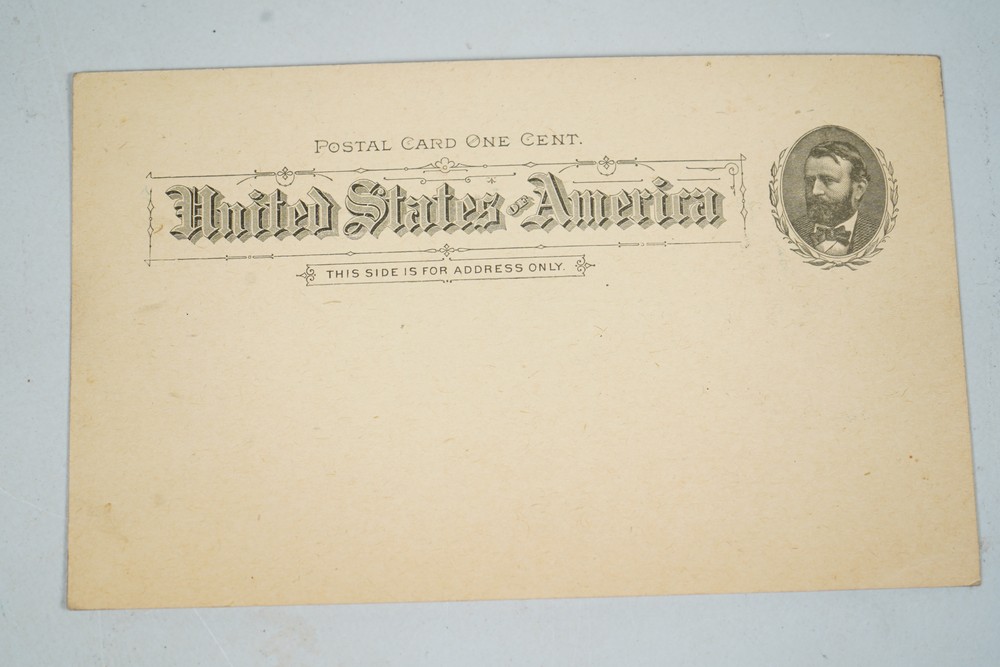 POSTAL CARD ONE CENT.
United States OF America
THIS SIDE IS FOR ADDRESS ONLY.